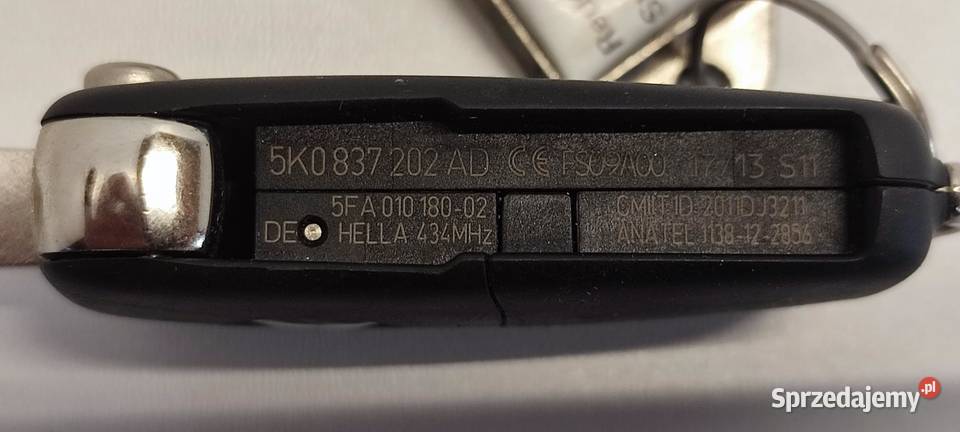 5K0 837 202 AD CE FS09A00 17/13 S11
5FA 010 180-02
DE HELLA 434MHz
CMIIT ID 2011DJ3211
ANATEL 1138-12-2856
Sprzedajemy.pl